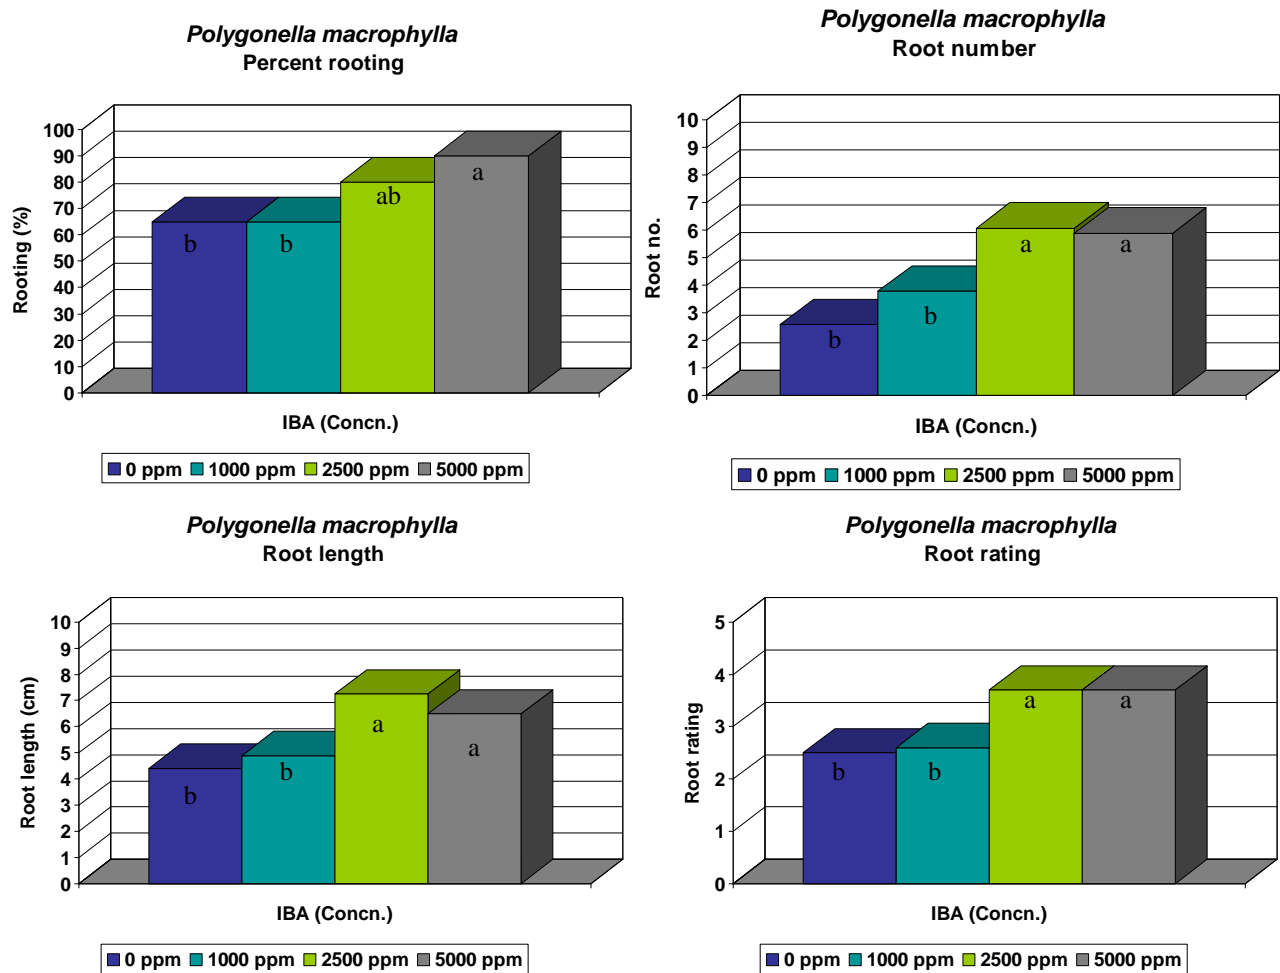 Polygonella macrophylla
Percent rooting
Rooting (%)
100
90
80
70
60
50
40
30
20
10
0
b
b
ab
a
IBA (Concn.)
0 ppm 1000 ppm 2500 ppm 5000 ppm
Polygonella macrophylla
Root number
Root no.
10
9
8
7
6
5
4
3
2
1
0
b
b
a
a
IBA (Concn.)
0 ppm 1000 ppm 2500 ppm 5000 ppm
Polygonella macrophylla
Root length
Root length (cm)
10
9
8
7
6
5
4
3
2
1
0
b
b
a
a
IBA (Concn.)
0 ppm 1000 ppm 2500 ppm 5000 ppm
Polygonella macrophylla
Root rating
Root rating
5
4
3
2
1
0
b
b
a
a
IBA (Concn.)
0 ppm 1000 ppm 2500 ppm 5000 ppm